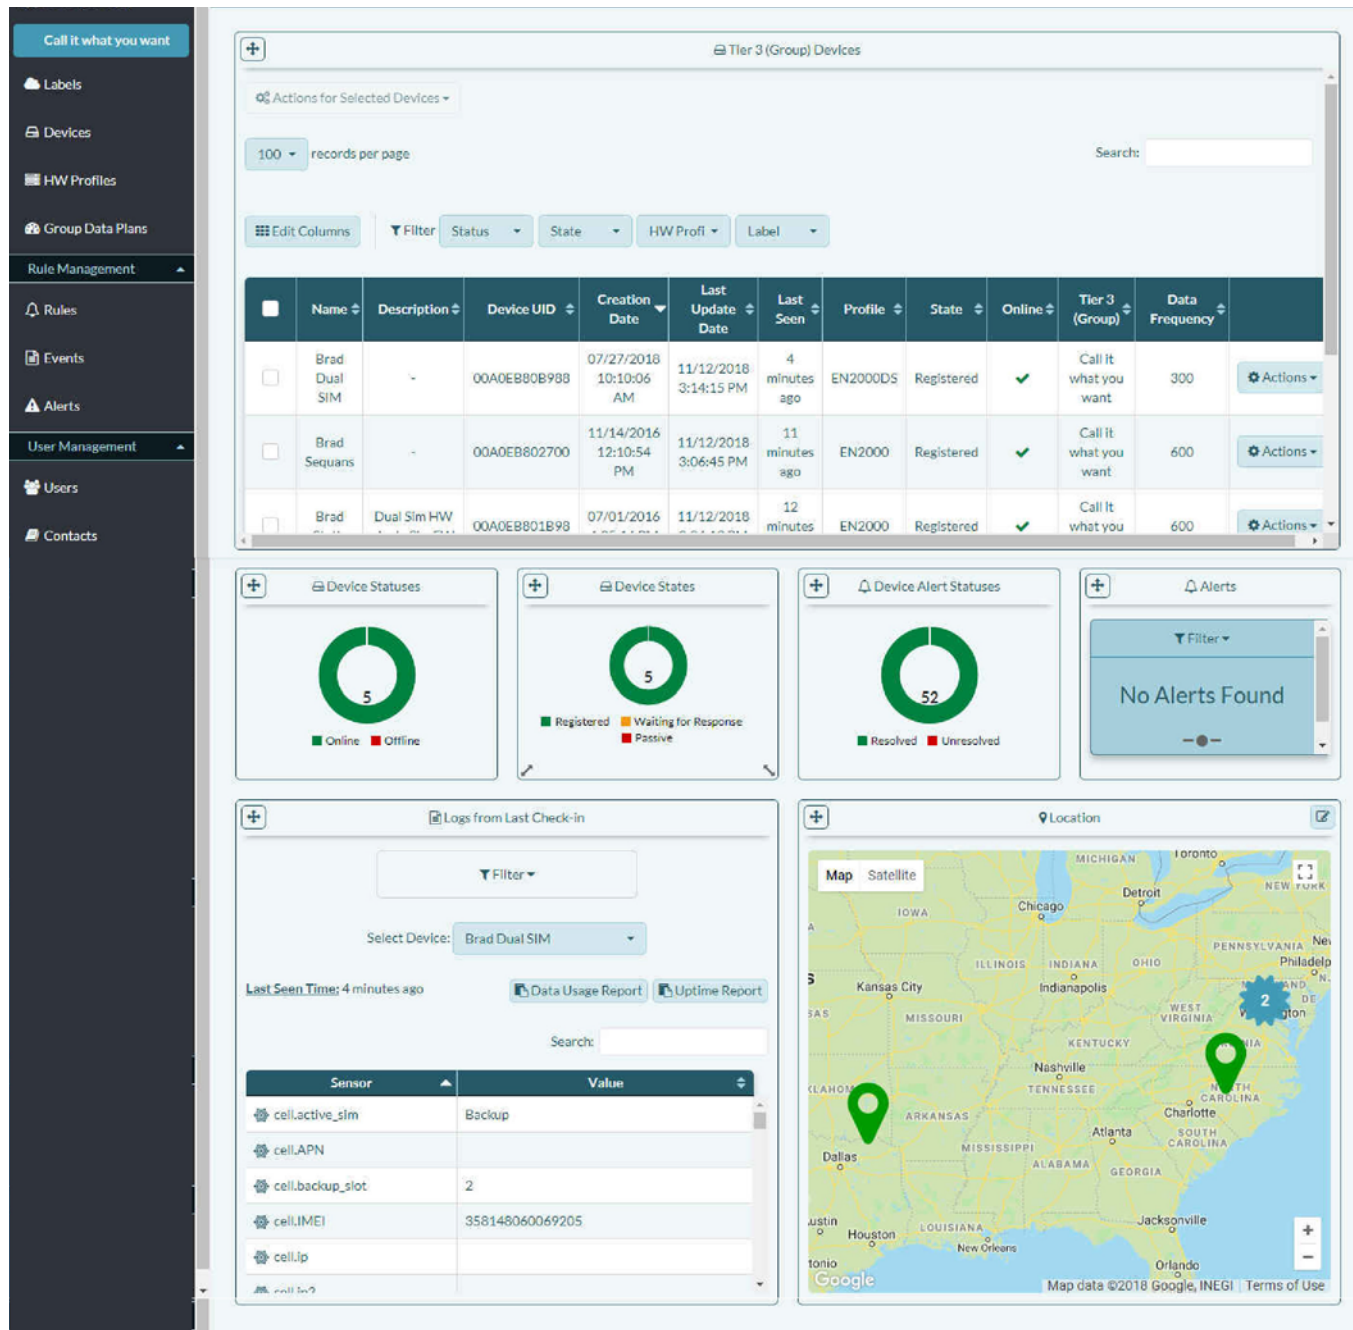 Call it what you want
Labels
Devices
HW Profiles
Group Data Plans
Rule Management
Rules
Events
Alerts
User Management
Users
Contacts
Tier 3 (Group) Devices
Actions for Selected Devices
100 records per page
Search:
Edit Columns Filter Status State HW Profi Label
Name Description Device UID Creation Date Last Update Date Last Seen Profile State Online Tier 3 (Group) Data Frequency
Brad Dual SIM - 00A0EB80B988 07/27/2018 10:10:06 AM 11/12/2018 3:14:15 PM 4 minutes ago EN2000DS Registered Call it what you want 300 Actions
Brad Sequans - 00A0EB802700 11/14/2016 12:10:54 PM 11/12/2018 3:06:45 PM 11 minutes ago EN2000 Registered Call it what you want 600 Actions
Brad Dual Sim HW 00A0EB801B98 07/01/2016 11/12/2018 12 minutes EN2000 Registered Call it what you 600 Actions
Device Statuses
5
Online Offline
Device States
5
Registered Waiting for Response
Passive
Device Alert Statuses
52
Resolved Unresolved
Alerts
Filter
No Alerts Found
Logs from Last Check-in
Filter
Select Device: Brad Dual SIM
Last Seen Time: 4 minutes ago Data Usage Report Uptime Report
Search:
Sensor Value
cell.active_sim Backup
cell.APN
cell.backup_slot 2
cell.IMEI 358148060069205
cell.ip
Location
Map Satellite
MICHIGAN
Toronto
Detroit
NEW YORK
IOWA
Chicago
PENNSYLVANIA
ILLINOIS
INDIANA
OHIO
Philadelp
Kansas City
Indianapolis
2
DE
MISSOURI
WEST VIRGINIA
KENTUCKY
Nashville
TENNESSEE
NORTH CAROLINA
ARKANSAS
Charlotte
Atlanta
SOUTH CAROLINA
Dallas
MISSISSIPPI
ALABAMA
GEORGIA
LOUISIANA
Jacksonville
Houston
New Orleans
Orlando
Google
Map data ©2018 Google, INEGI Terms of Use